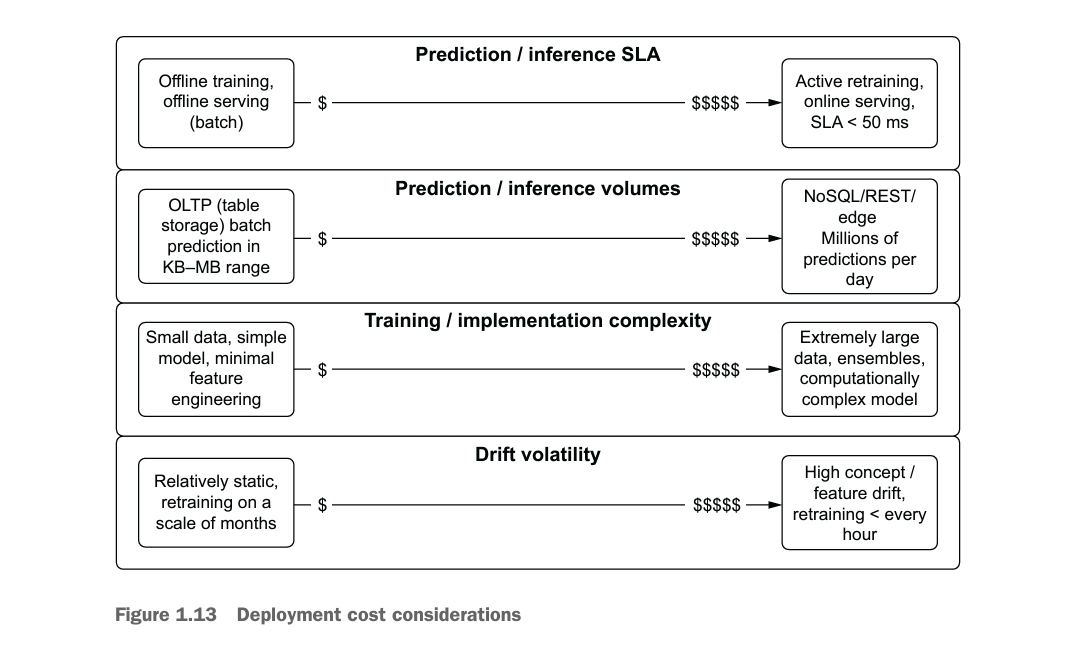 Prediction / inference SLA
Offline training,
offline serving
(batch)
$
$$$$$
Active retraining,
online serving,
SLA < 50 ms
Prediction / inference volumes
OLTP (table
storage) batch
prediction in
KB–MB range
$
$$$$$
NoSQL/REST/
edge
Millions of
predictions per
day
Training / implementation complexity
Small data, simple
model, minimal
feature
engineering
$
$$$$$
Extremely large
data, ensembles,
computationally
complex model
Drift volatility
Relatively static,
retraining on a
scale of months
$
$$$$$
High concept /
feature drift,
retraining < every
hour
Figure 1.13 Deployment cost considerations